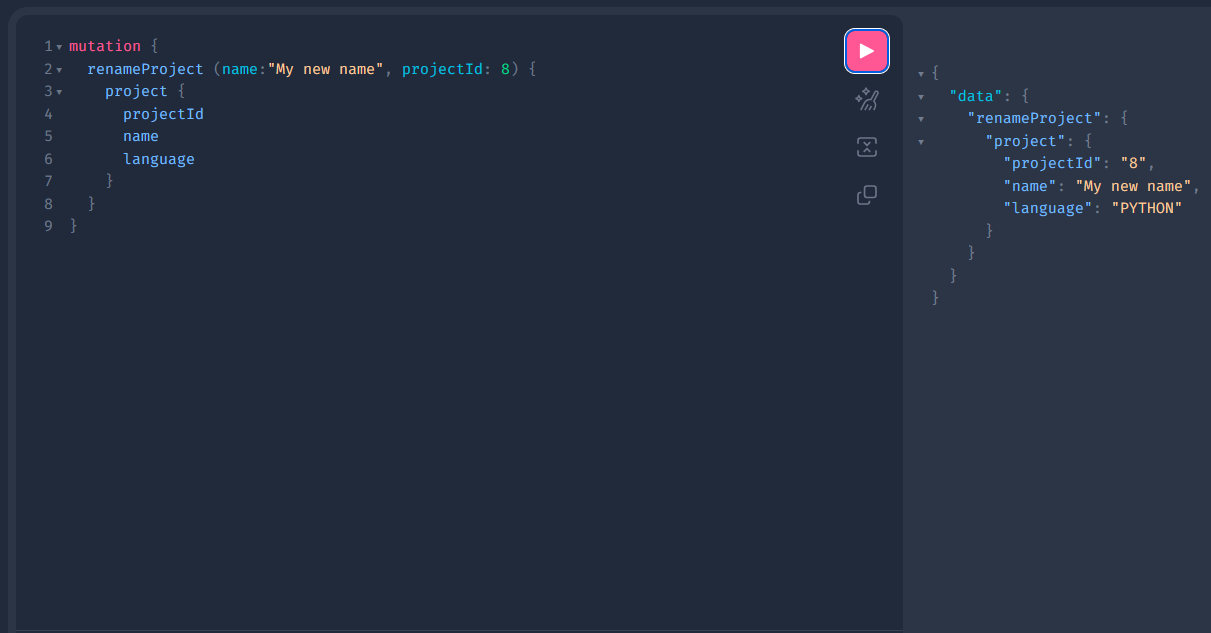 1 mutation {
2 renameProject (name:"My new name", projectId: 8) {
3 project {
4 projectId
5 name
6 language
7 }
8 }
9 }
{
"data": {
"renameProject": {
"project": {
"projectId": "8",
"name": "My new name",
"language": "PYTHON"
}
}
}
}